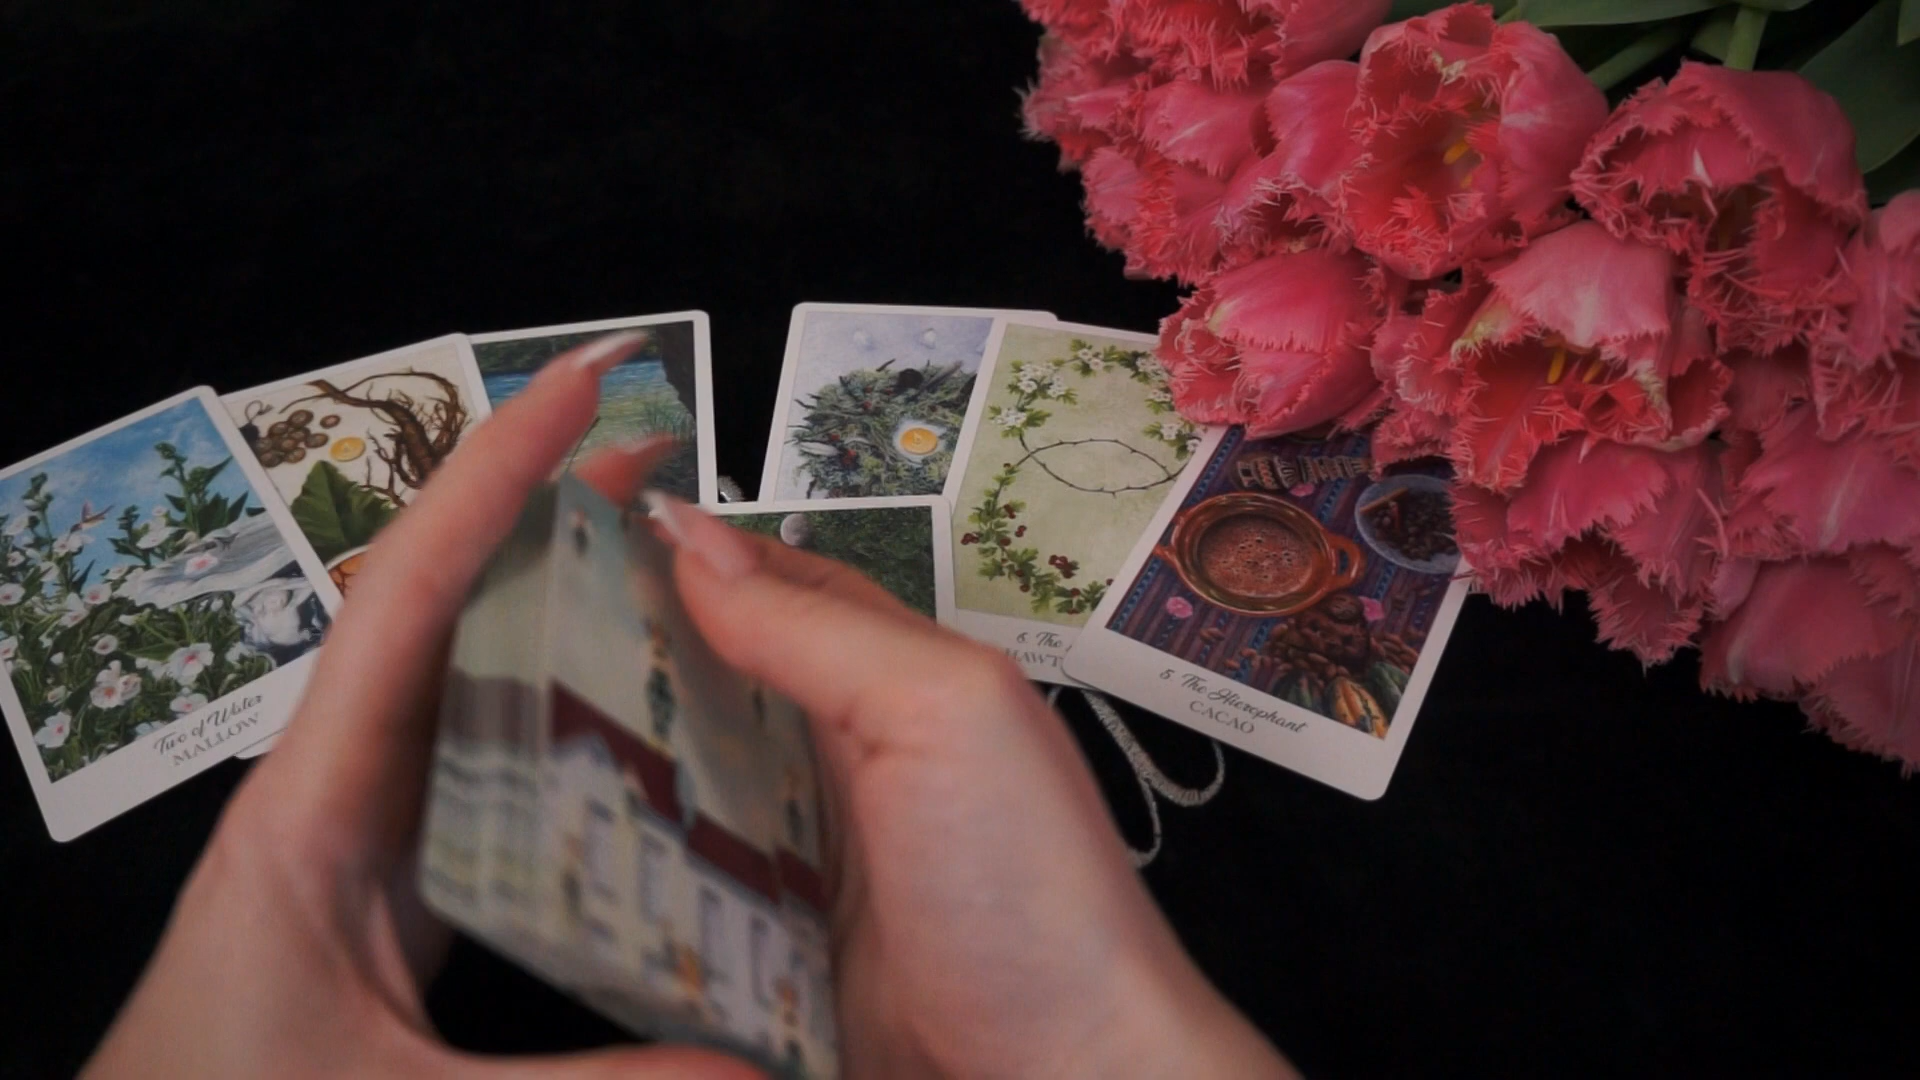 Two of Water
MALLOW
6. The
HAWT
5. The Hierophant
CACAO